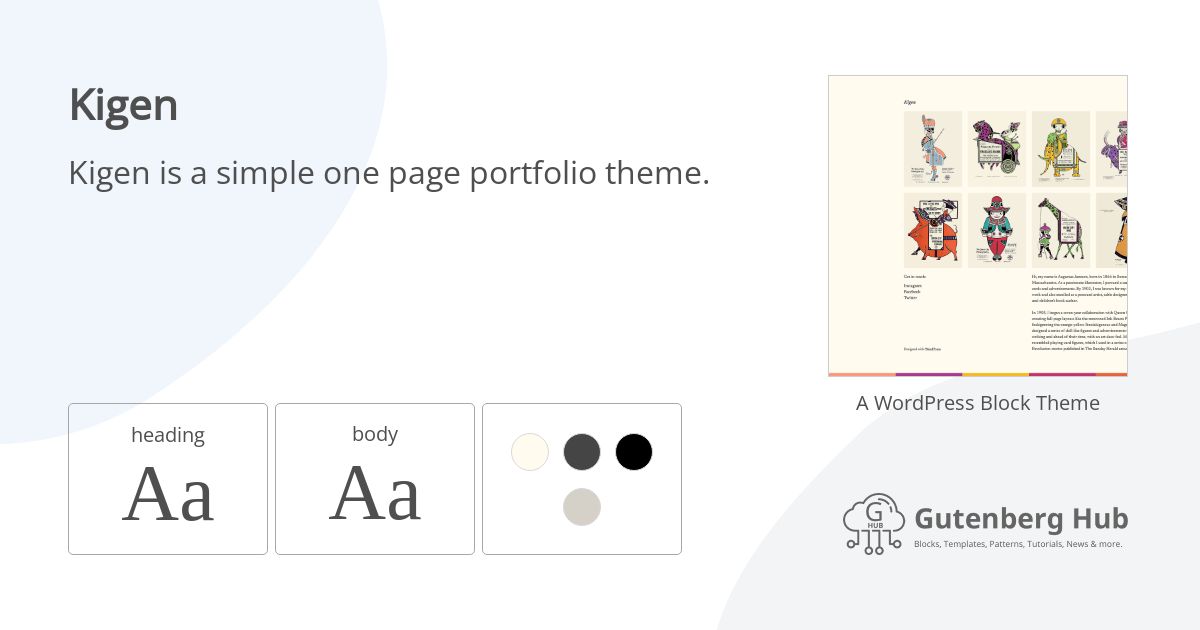 Kigen
Kigen is a simple one page portfolio theme.
heading
Aa
body
Aa
Kigen
Get in touch:
Instagram
Facebook
Twitter
Designed with WordPress
A WordPress Block Theme
G
HUB
Gutenberg Hub
Blocks, Templates, Patterns, Tutorials, News & more.